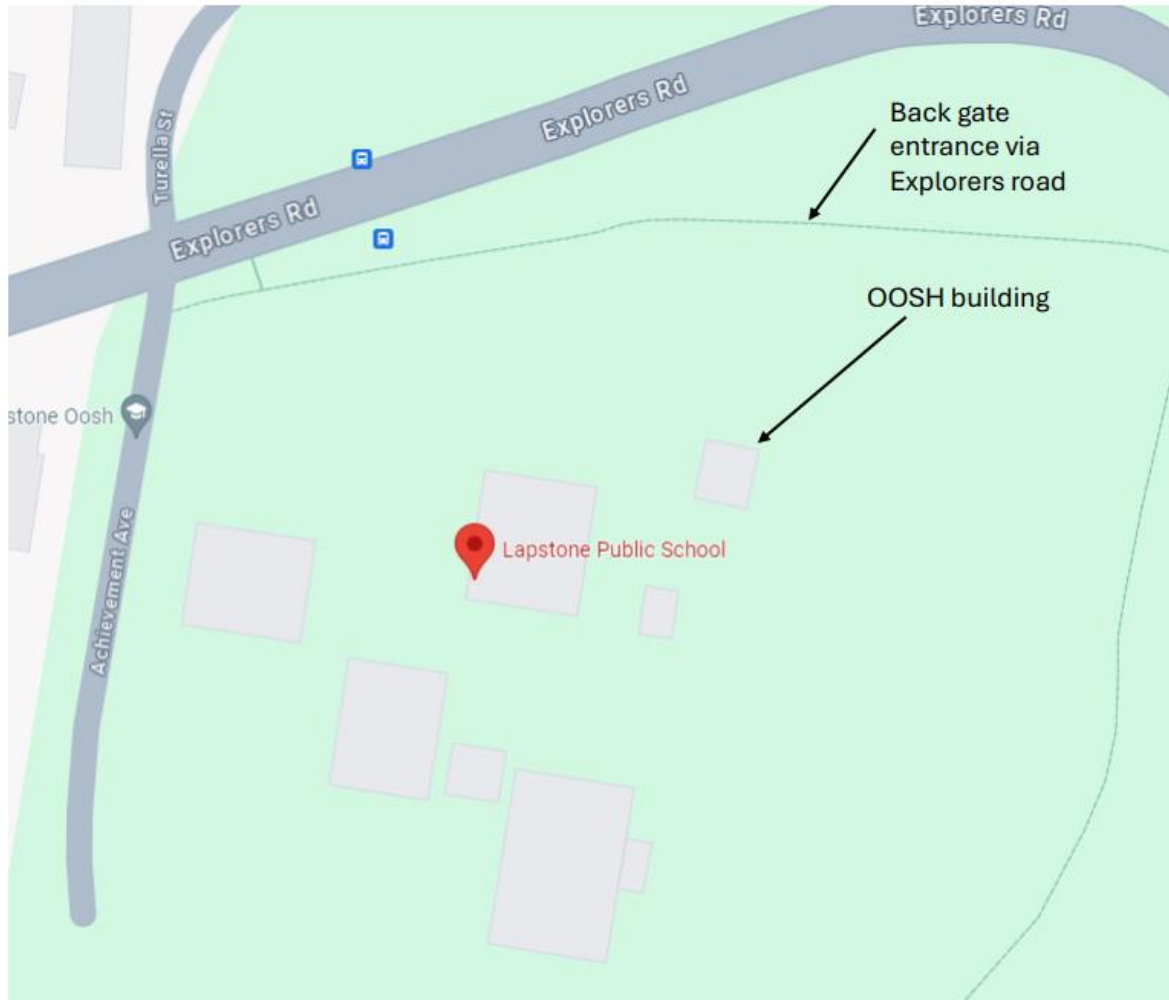 Explorers Rd
Explorers Rd
Turella St
Back gate
entrance via
Explorers road
Explorers Rd
OOSH building
stone Oosh
Lapstone Public School
Achievement Ave